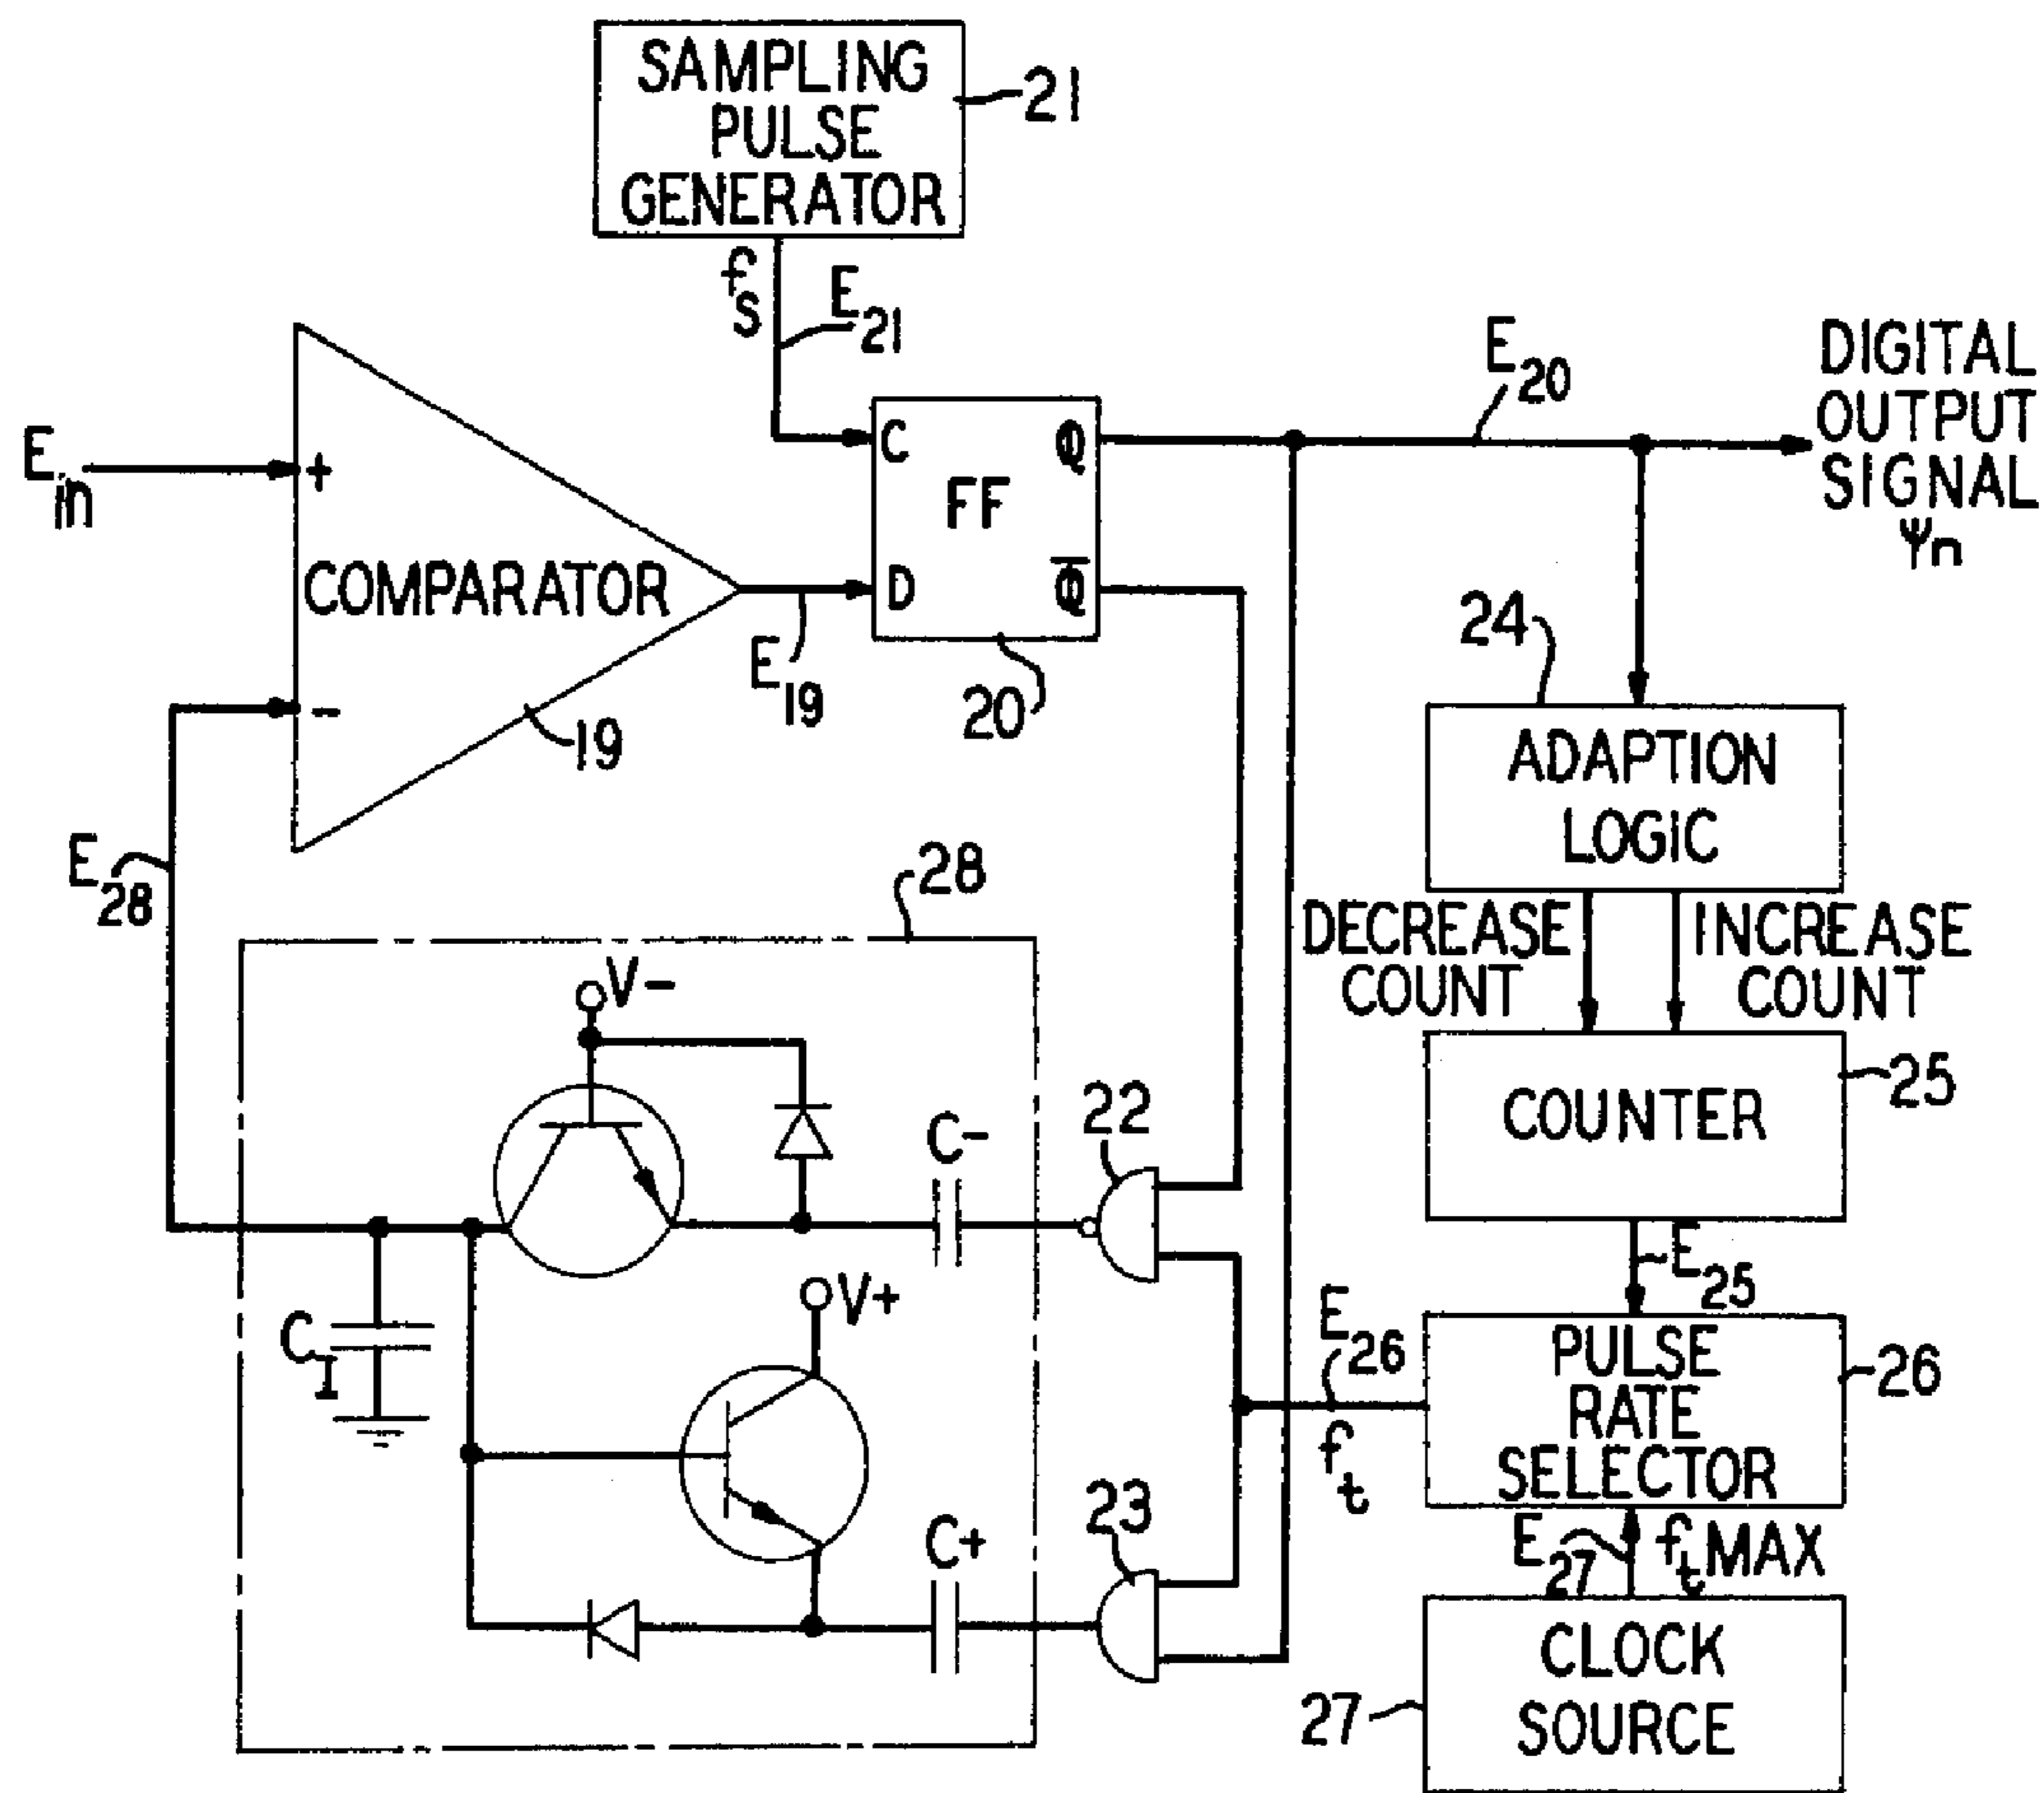 SAMPLING
PULSE
GENERATOR
21
fS
E21
E20
DIGITAL
OUTPUT
SIGNAL
Ψn
Ein
+
COMPARATOR
-
19
E19
C
Q
FF
D
Q̅
20
24
ADAPTION
LOGIC
E28
28
DECREASE
COUNT
INCREASE
COUNT
V-
COUNTER
25
C-
22
E25
V+
CI
E26
ft
PULSE
RATE
SELECTOR
26
C+
23
E27
ft MAX
CLOCK
SOURCE
27